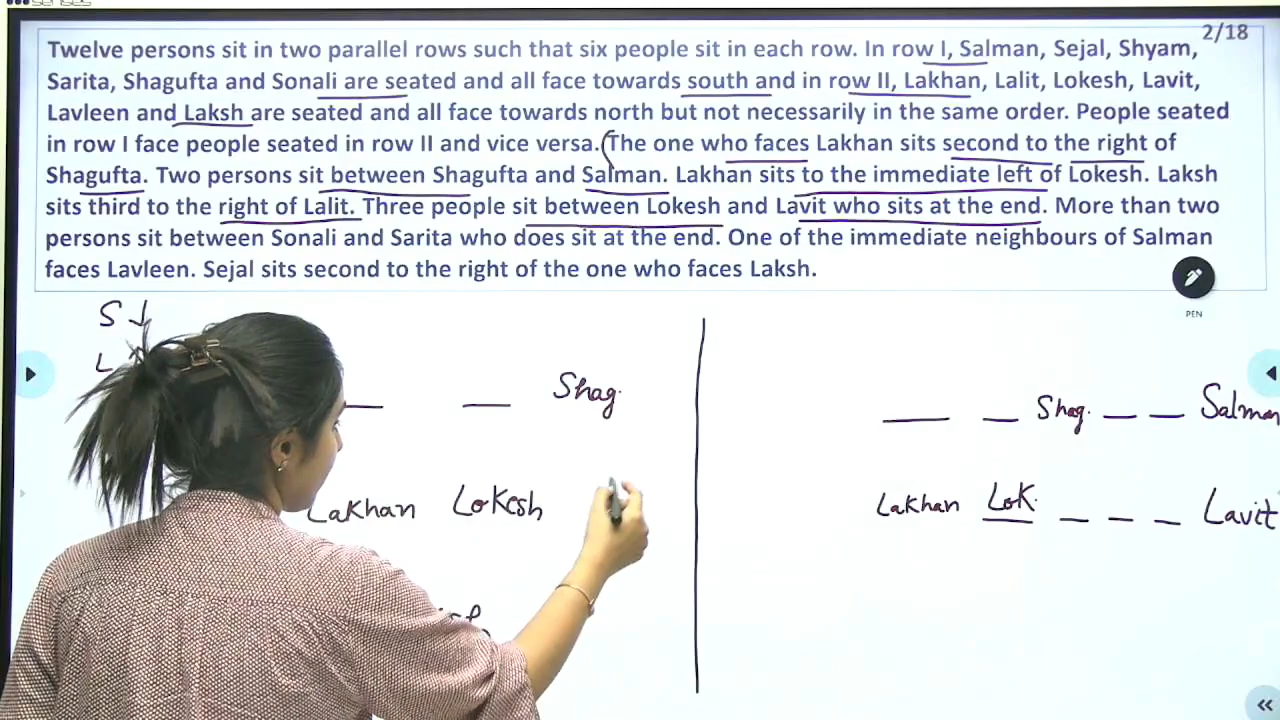 2/18
Twelve persons sit in two parallel rows such that six people sit in each row. In row I, Salman, Sejal, Shyam,
Sarita, Shagufta and Sonali are seated and all face towards south and in row II, Lakhan, Lalit, Lokesh, Lavit,
Lavleen and Laksh are seated and all face towards north but not necessarily in the same order. People seated
in row I face people seated in row II and vice versa. The one who faces Lakhan sits second to the right of
Shagufta. Two persons sit between Shagufta and Salman. Lakhan sits to the immediate left of Lokesh. Laksh
sits third to the right of Lalit. Three people sit between Lokesh and Lavit who sits at the end. More than two
persons sit between Sonali and Sarita who does sit at the end. One of the immediate neighbours of Salman
faces Lavleen. Sejal sits second to the right of the one who faces Laksh.
PEN
S ↓
L
Shag.
Shag. Salman
Lakhan Lokesh
Lakhan Lok. Lavit